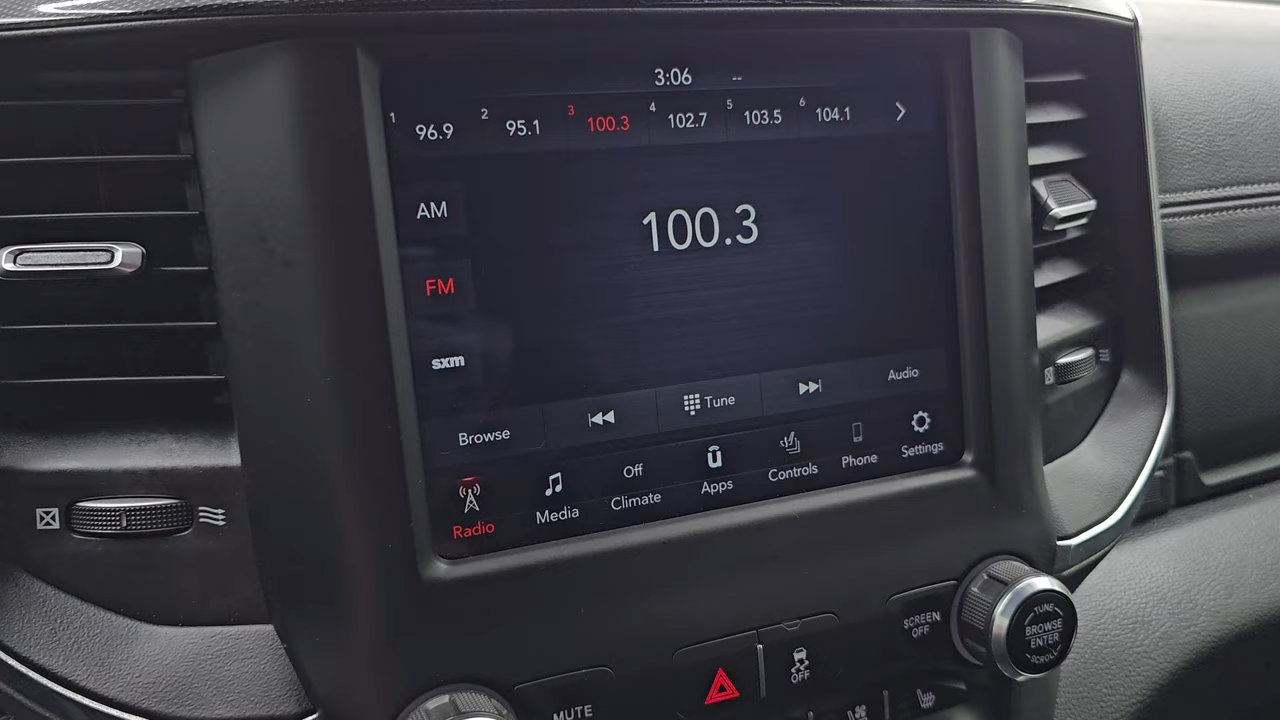 3:06 --
1 96.9 2 95.1 3 100.3 4 102.7 5 103.5 6 104.1
AM
100.3
FM
sxm
Browse Tune Audio
Radio Media Off Climate Apps Controls Phone Settings
SCREEN
OFF
TUNE
BROWSE
ENTER
SCROLL
OFF
MUTE